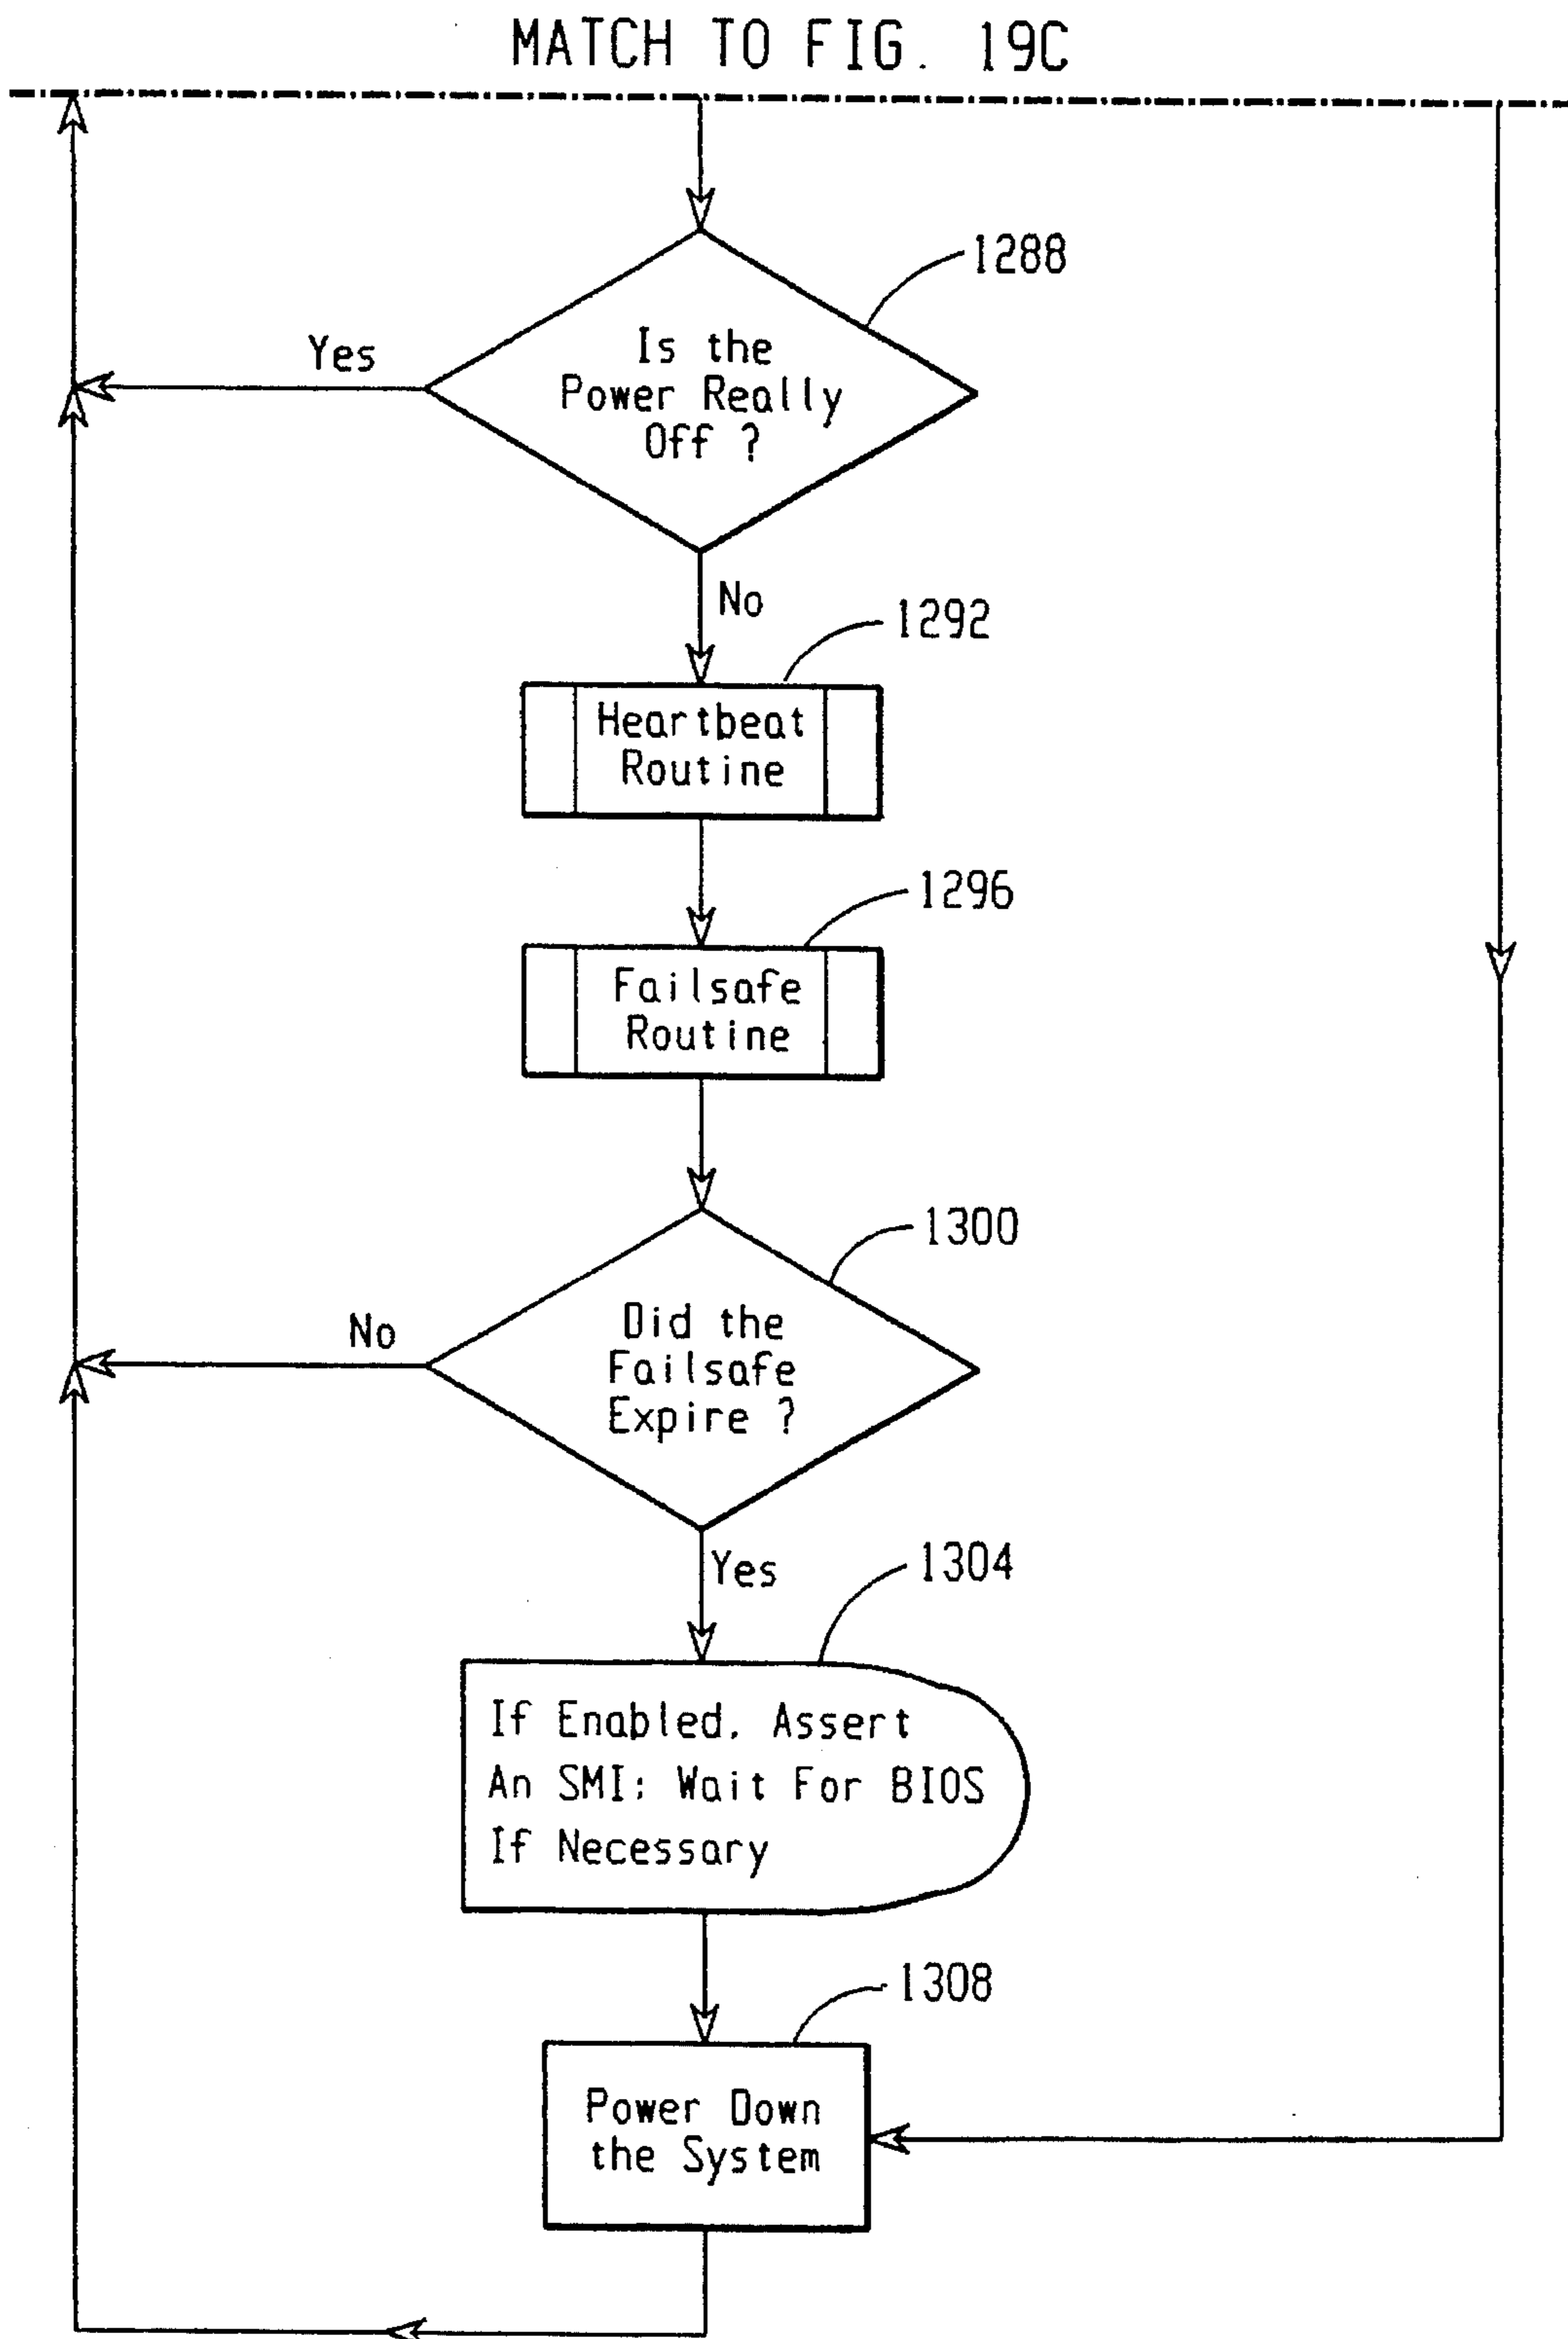 MATCH TO FIG. 19C
1288
Yes
Is the
Power Really
Off ?
No
1292
Heartbeat
Routine
1296
Failsafe
Routine
1300
No
Did the
Failsafe
Expire ?
Yes
1304
If Enabled, Assert
An SMI; Wait For BIOS
If Necessary
1308
Power Down
the System